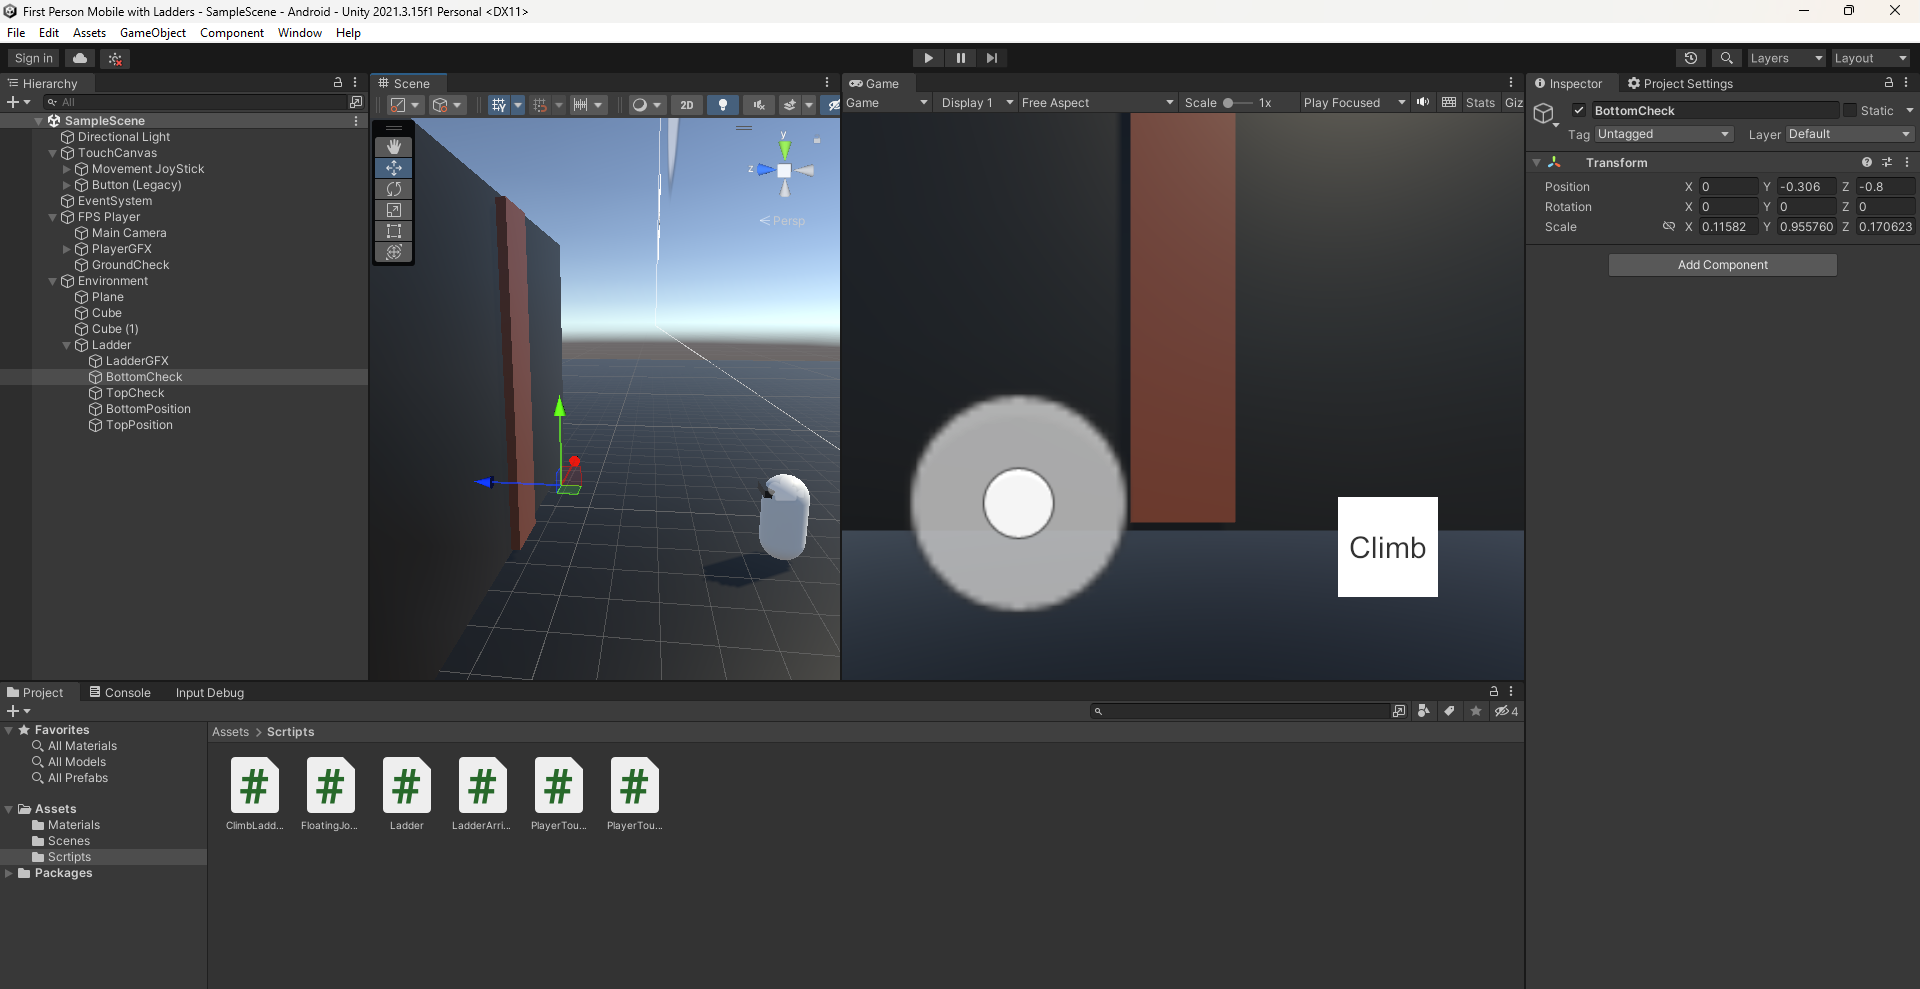 First Person Mobile with Ladders - SampleScene - Android - Unity 2021.3.15f1 Personal <DX11>
File Edit Assets GameObject Component Window Help
Sign in
Layers
Layout
Hierarchy
All
SampleScene
Directional Light
TouchCanvas
Movement JoyStick
Button (Legacy)
EventSystem
FPS Player
Main Camera
PlayerGFX
GroundCheck
Environment
Plane
Cube
Cube (1)
Ladder
LadderGFX
BottomCheck
TopCheck
BottomPosition
TopPosition
Scene
2D
y
z
Persp
Game
Game Display 1 Free Aspect Scale 1x Play Focused Stats Giz
Climb
Inspector Project Settings
BottomCheck Static
Tag Untagged Layer Default
Transform
Position X 0 Y -0.306 Z -0.8
Rotation X 0 Y 0 Z 0
Scale X 0.11582 Y 0.955760 Z 0.170623
Add Component
Project Console Input Debug
4
Favorites
All Materials
All Models
All Prefabs
Assets
Materials
Scenes
Scrtipts
Packages
Assets > Scrtipts
ClimbLadd... FloatingJo... Ladder LadderArri... PlayerTou... PlayerTou...